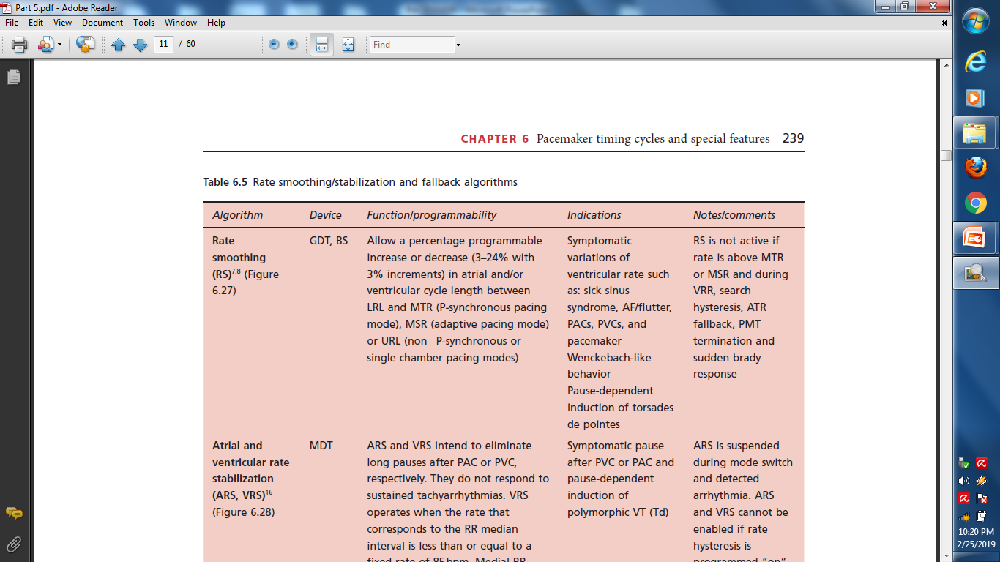 Part 5.pdf - Adobe Reader
File Edit View Document Tools Window Help
11 / 60 Find
CHAPTER 6 Pacemaker timing cycles and special features 239
Table 6.5 Rate smoothing/stabilization and fallback algorithms
Algorithm Device Function/programmability Indications Notes/comments
Rate GDT, BS Allow a percentage programmable Symptomatic RS is not active if
smoothing increase or decrease (3–24% with variations of rate is above MTR
(RS)7,8 (Figure 3% increments) in atrial and/or ventricular rate such or MSR and during
6.27) ventricular cycle length between as: sick sinus VRR, search
LRL and MTR (P-synchronous pacing syndrome, AF/flutter, hysteresis, ATR
mode), MSR (adaptive pacing mode) PACs, PVCs, and fallback, PMT
or URL (non– P-synchronous or pacemaker termination and
single chamber pacing modes) Wenckebach-like sudden brady
behavior response
Pause-dependent
induction of torsades
de pointes
Atrial and MDT ARS and VRS intend to eliminate Symptomatic pause ARS is suspended
ventricular rate long pauses after PAC or PVC, after PVC or PAC and during mode switch
stabilization respectively. They do not respond to pause-dependent and detected
(ARS, VRS)16 sustained tachyarrhythmias. VRS induction of arrhythmia. ARS
(Figure 6.28) operates when the rate that polymorphic VT (Td) and VRS cannot be
corresponds to the RR median enabled if rate
interval is less than or equal to a hysteresis is
fixed rate of 85 bpm. Medial RR programmed “on”
10:20 PM
2/25/2019